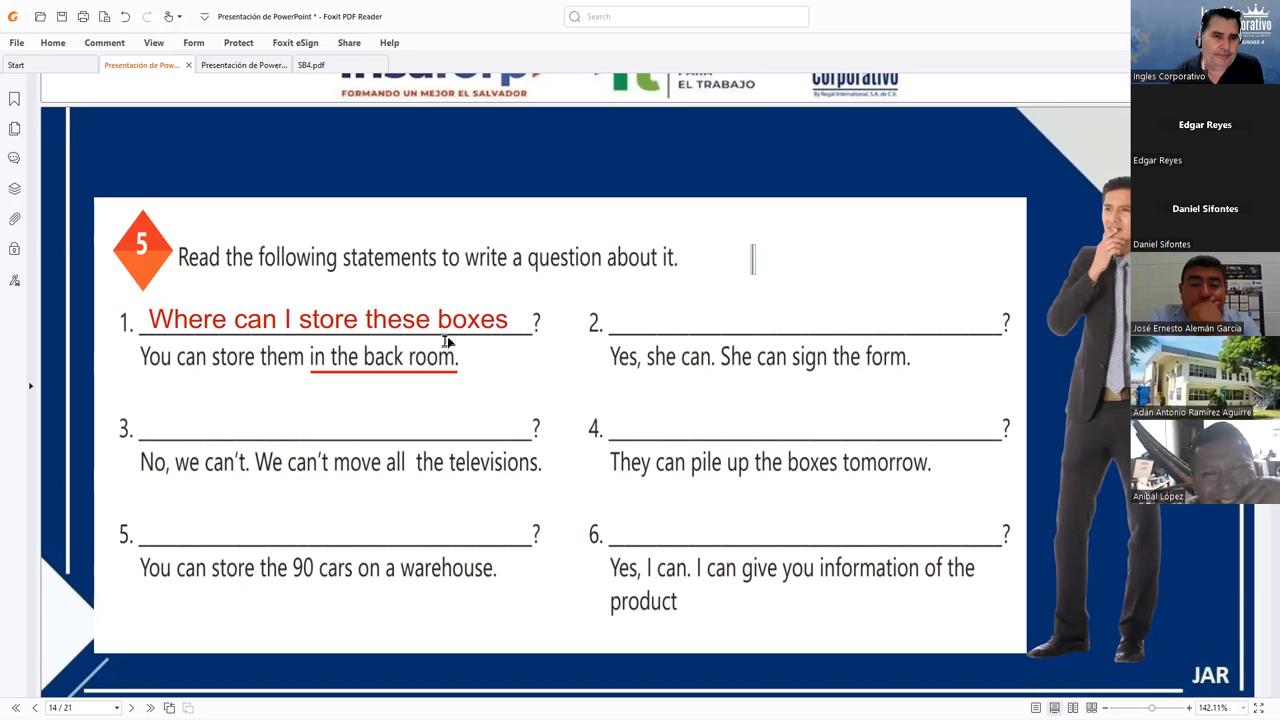 Presentación de PowerPoint * - Foxit PDF Reader
Search
File Home Comment View Form Protect Foxit eSign Share Help
Start Presentación de Pow... Presentación de Power... SB4.pdf
FORMANDO UN MEJOR EL SALVADOR
EL TRABAJO
corporativo
By Regal International, S.A. de C.V.
5
Read the following statements to write a question about it.
1. Where can I store these boxes ?
You can store them in the back room.
2. ?
Yes, she can. She can sign the form.
3. ?
No, we can't. We can't move all the televisions.
4. ?
They can pile up the boxes tomorrow.
5. ?
You can store the 90 cars on a warehouse.
6. ?
Yes, I can. I can give you information of the
product
JAR
Ingles Corporativo
Edgar Reyes
Edgar Reyes
Daniel Sifontes
Daniel Sifontes
José Ernesto Alemán García
Adán Antonio Ramírez Aguirre
Anibal López
14 / 21
142.11%